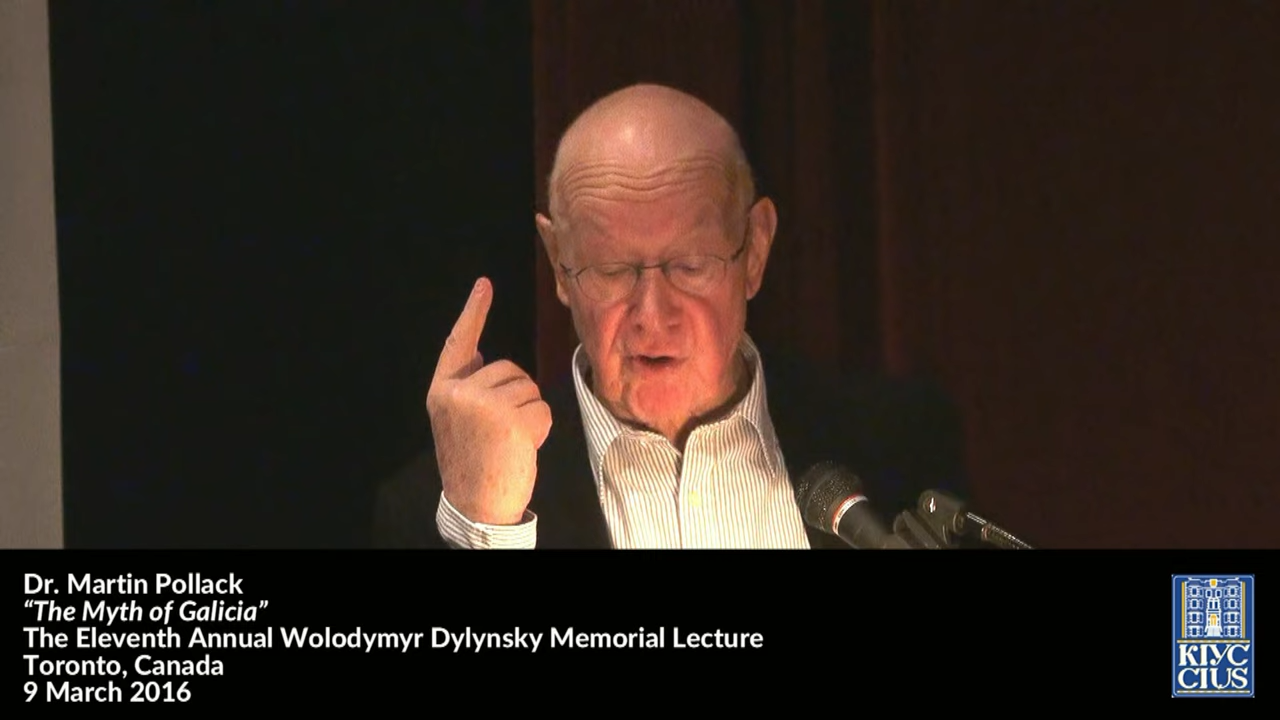 Dr. Martin Pollack
“The Myth of Galicia”
The Eleventh Annual Wolodymyr Dylynsky Memorial Lecture
Toronto, Canada
9 March 2016
КІУС
CIUS